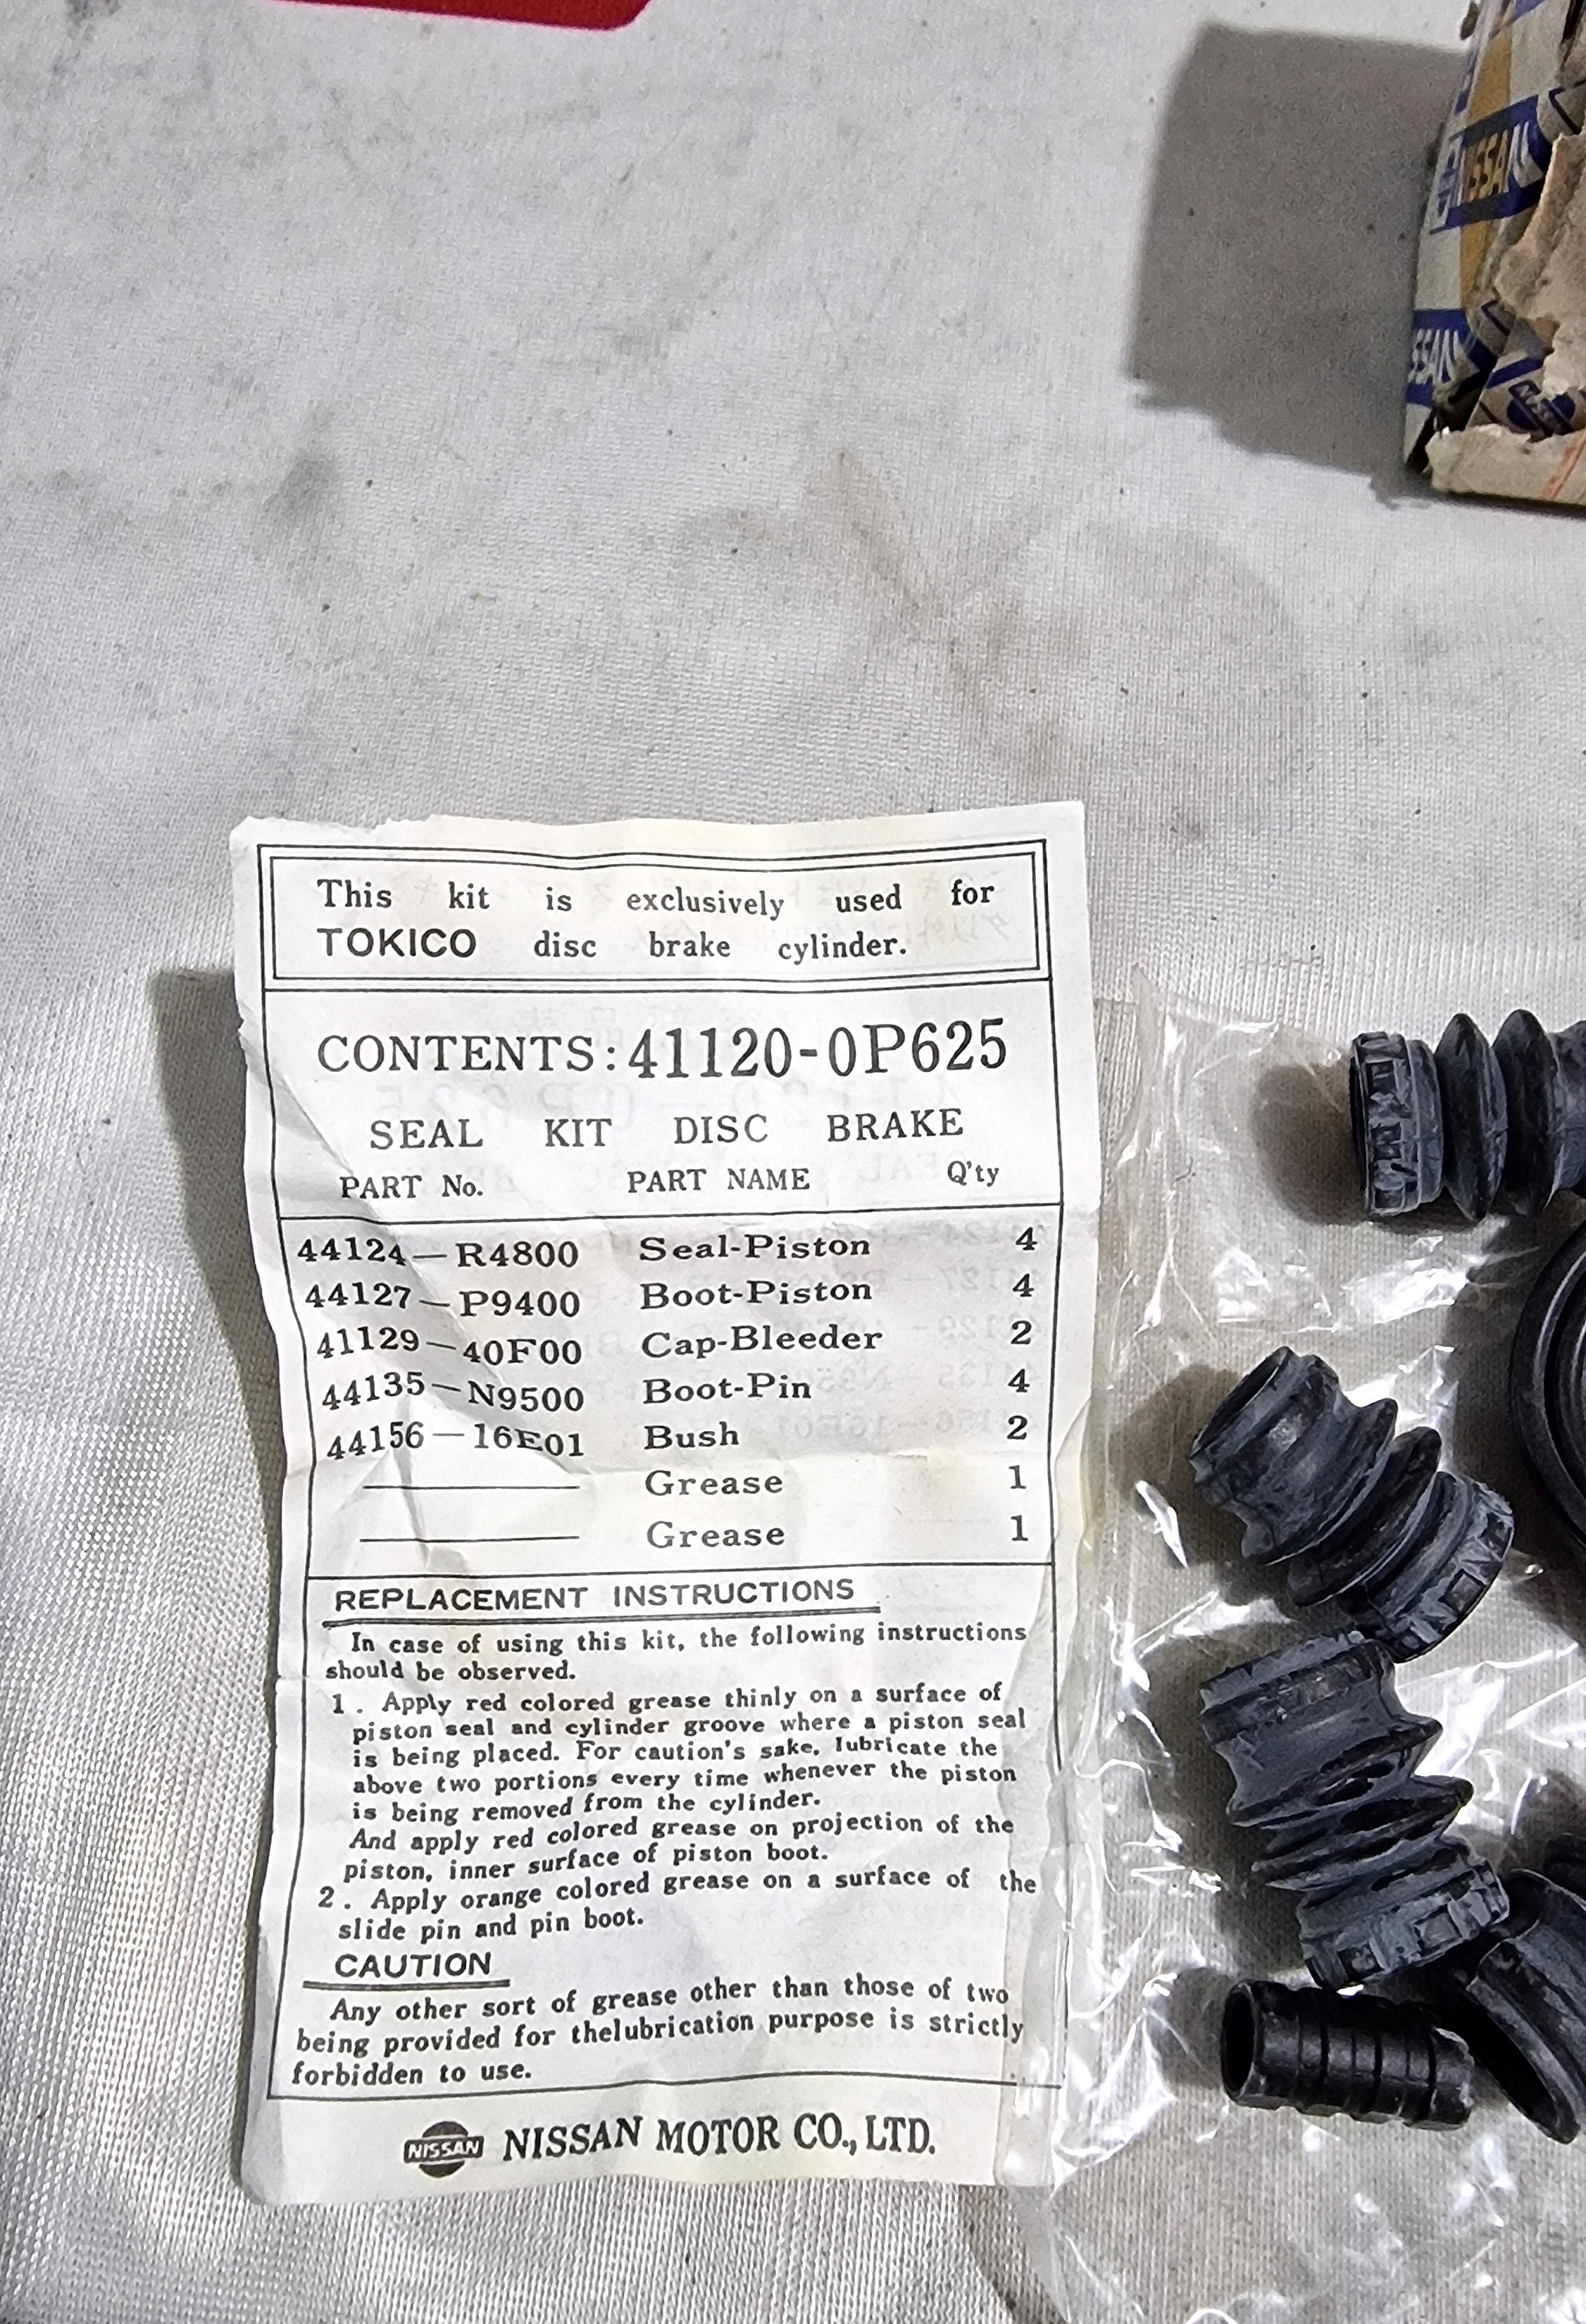 NISSAN
SSAN
This kit is exclusively used for
TOKICO disc brake cylinder.
CONTENTS: 41120-0P625
SEAL KIT DISC BRAKE
PART No. PART NAME Q'ty
44124-R4800 Seal-Piston 4
44127-P9400 Boot-Piston 4
41129-40F00 Cap-Bleeder 2
44135-N9500 Boot-Pin 4
44156-16E01 Bush 2
Grease 1
Grease 1
REPLACEMENT INSTRUCTIONS
In case of using this kit, the following instructions
should be observed.
1. Apply red colored grease thinly on a surface of
piston seal and cylinder groove where a piston seal
is being placed. For caution's sake, lubricate the
above two portions every time whenever the piston
is being removed from the cylinder.
And apply red colored grease on projection of the
piston, inner surface of piston boot.
2. Apply orange colored grease on a surface of the
slide pin and pin boot.
CAUTION
Any other sort of grease other than those of two
being provided for thelubrication purpose is strictly
forbidden to use.
NISSAN NISSAN MOTOR CO., LTD.